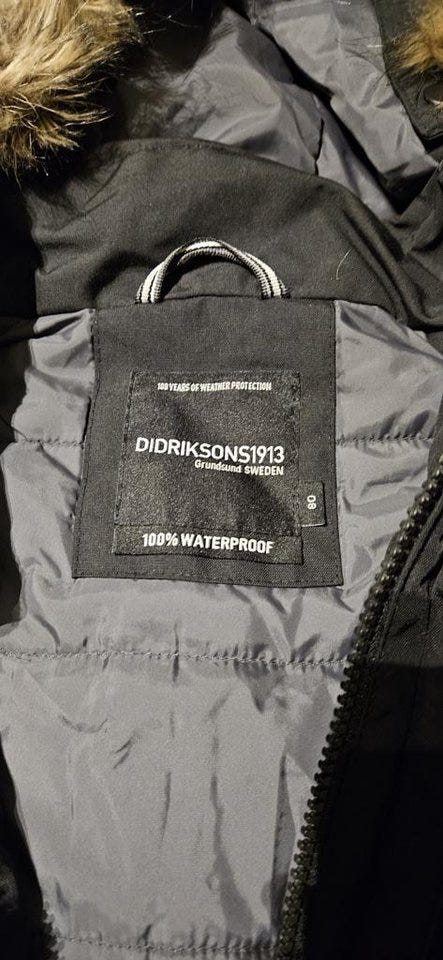 100 YEARS OF WEATHER PROTECTION
DIDRIKSONS1913
Grundsund SWEDEN
08
100% WATERPROOF